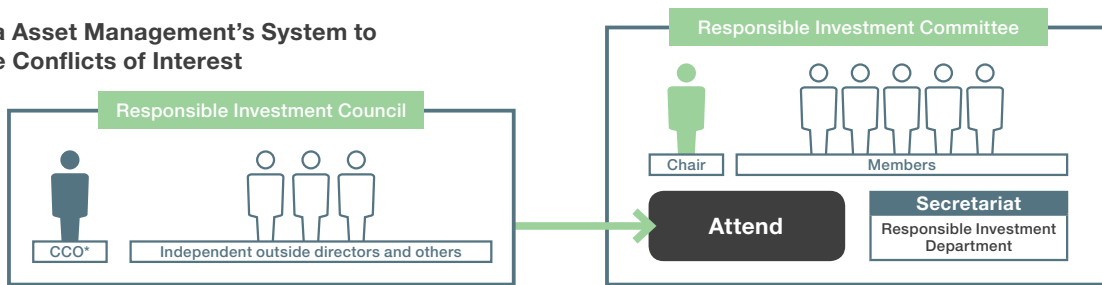 a Asset Management's System to
e Conflicts of Interest
Responsible Investment Council
CCO*
Independent outside directors and others
Responsible Investment Committee
Chair
Members
Attend
Secretariat
Responsible Investment
Department